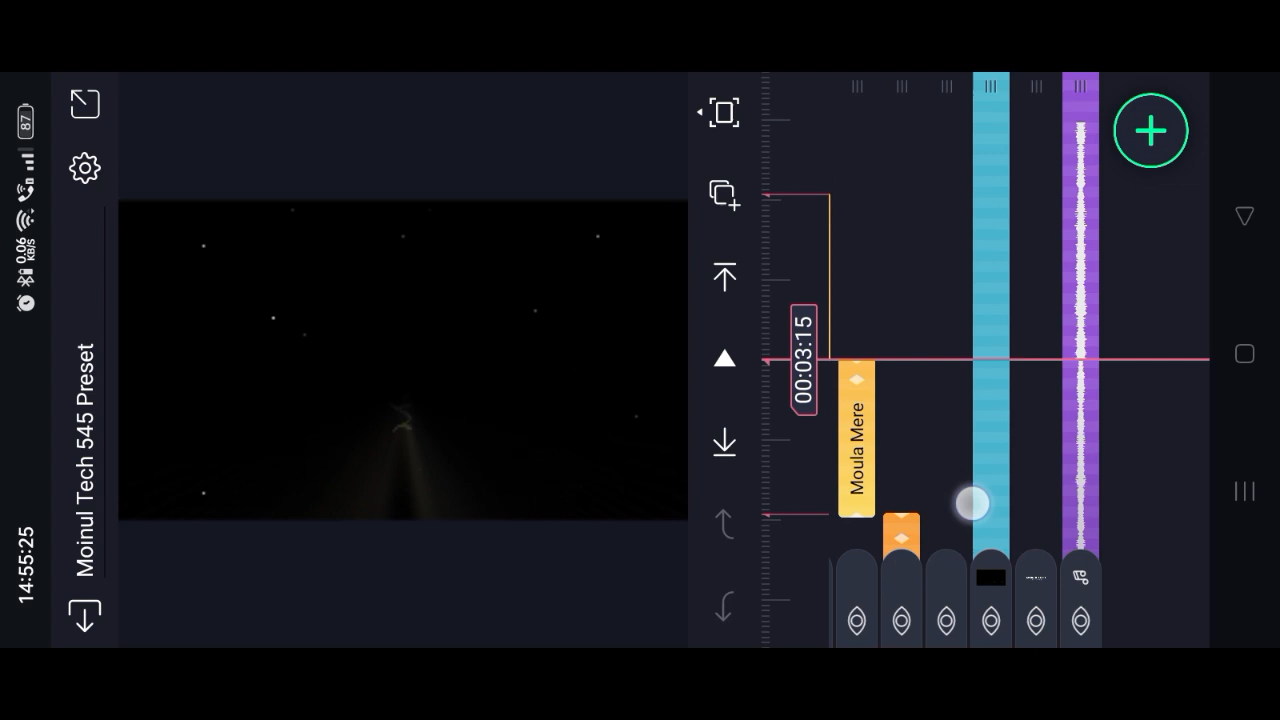 14:55:25
0.06
KB/S
87
Moinul Tech 545 Preset
00:03:15
Moula Mere